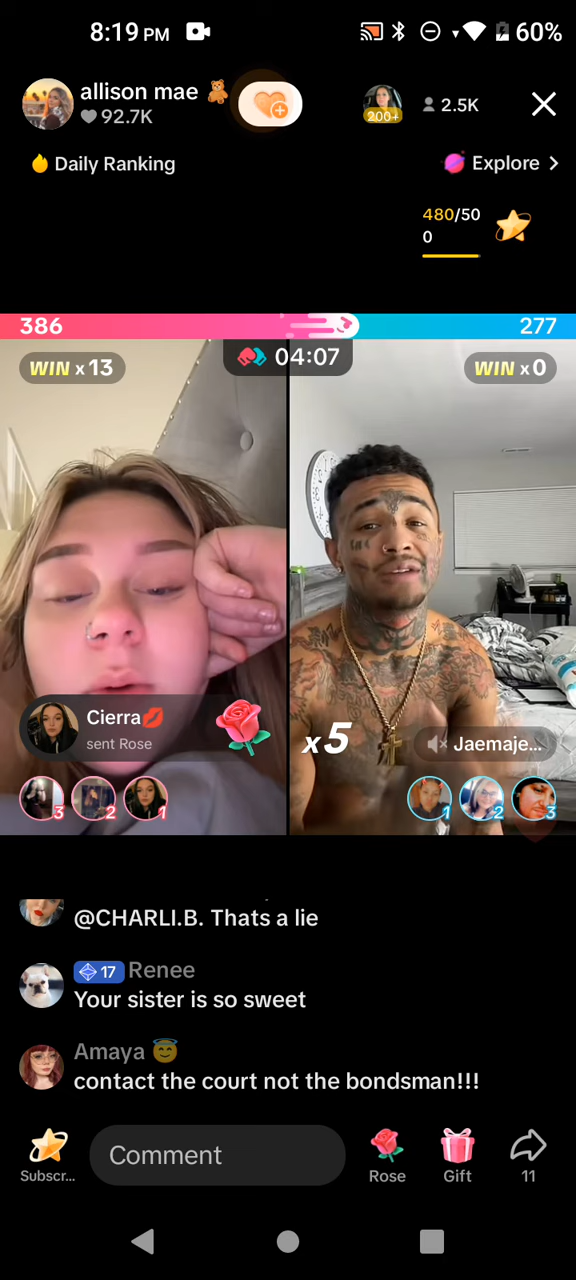 8:19 PM
60%
allison mae 🧸
92.7K
200+
2.5K
Daily Ranking
Explore >
480/50
0
386
277
WIN x 13
04:07
WIN x 0
Cierra💋
sent Rose
x5
Jaemaje...
3
2
1
1
2
3
@CHARLI.B. Thats a lie
17 Renee
Your sister is so sweet
Amaya 😇
contact the court not the bondsman!!!
Subscr...
Comment
Rose
Gift
11